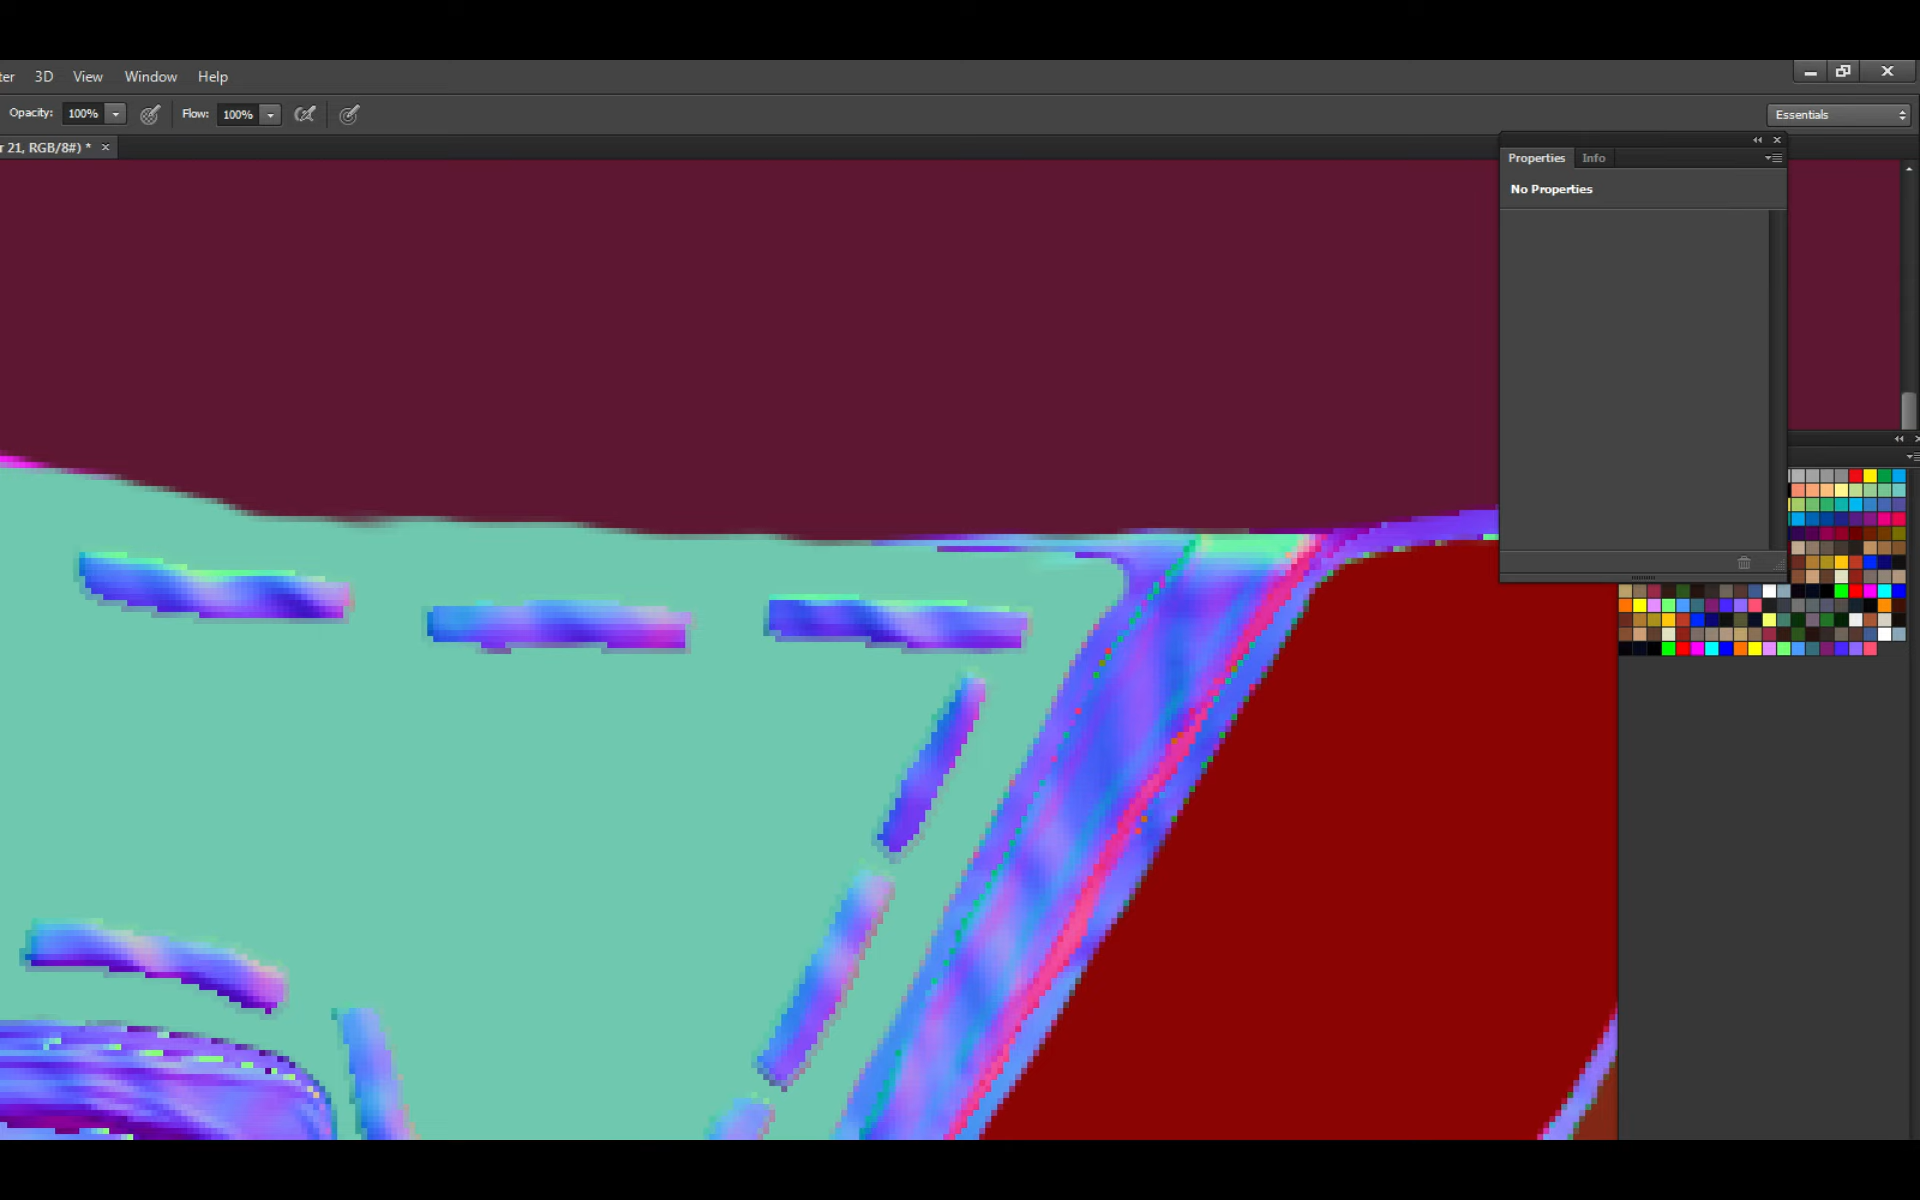 ter 3D View Window Help
Opacity: 100% Flow: 100% Essentials
r 21, RGB/8#) * ×
Properties Info
No Properties